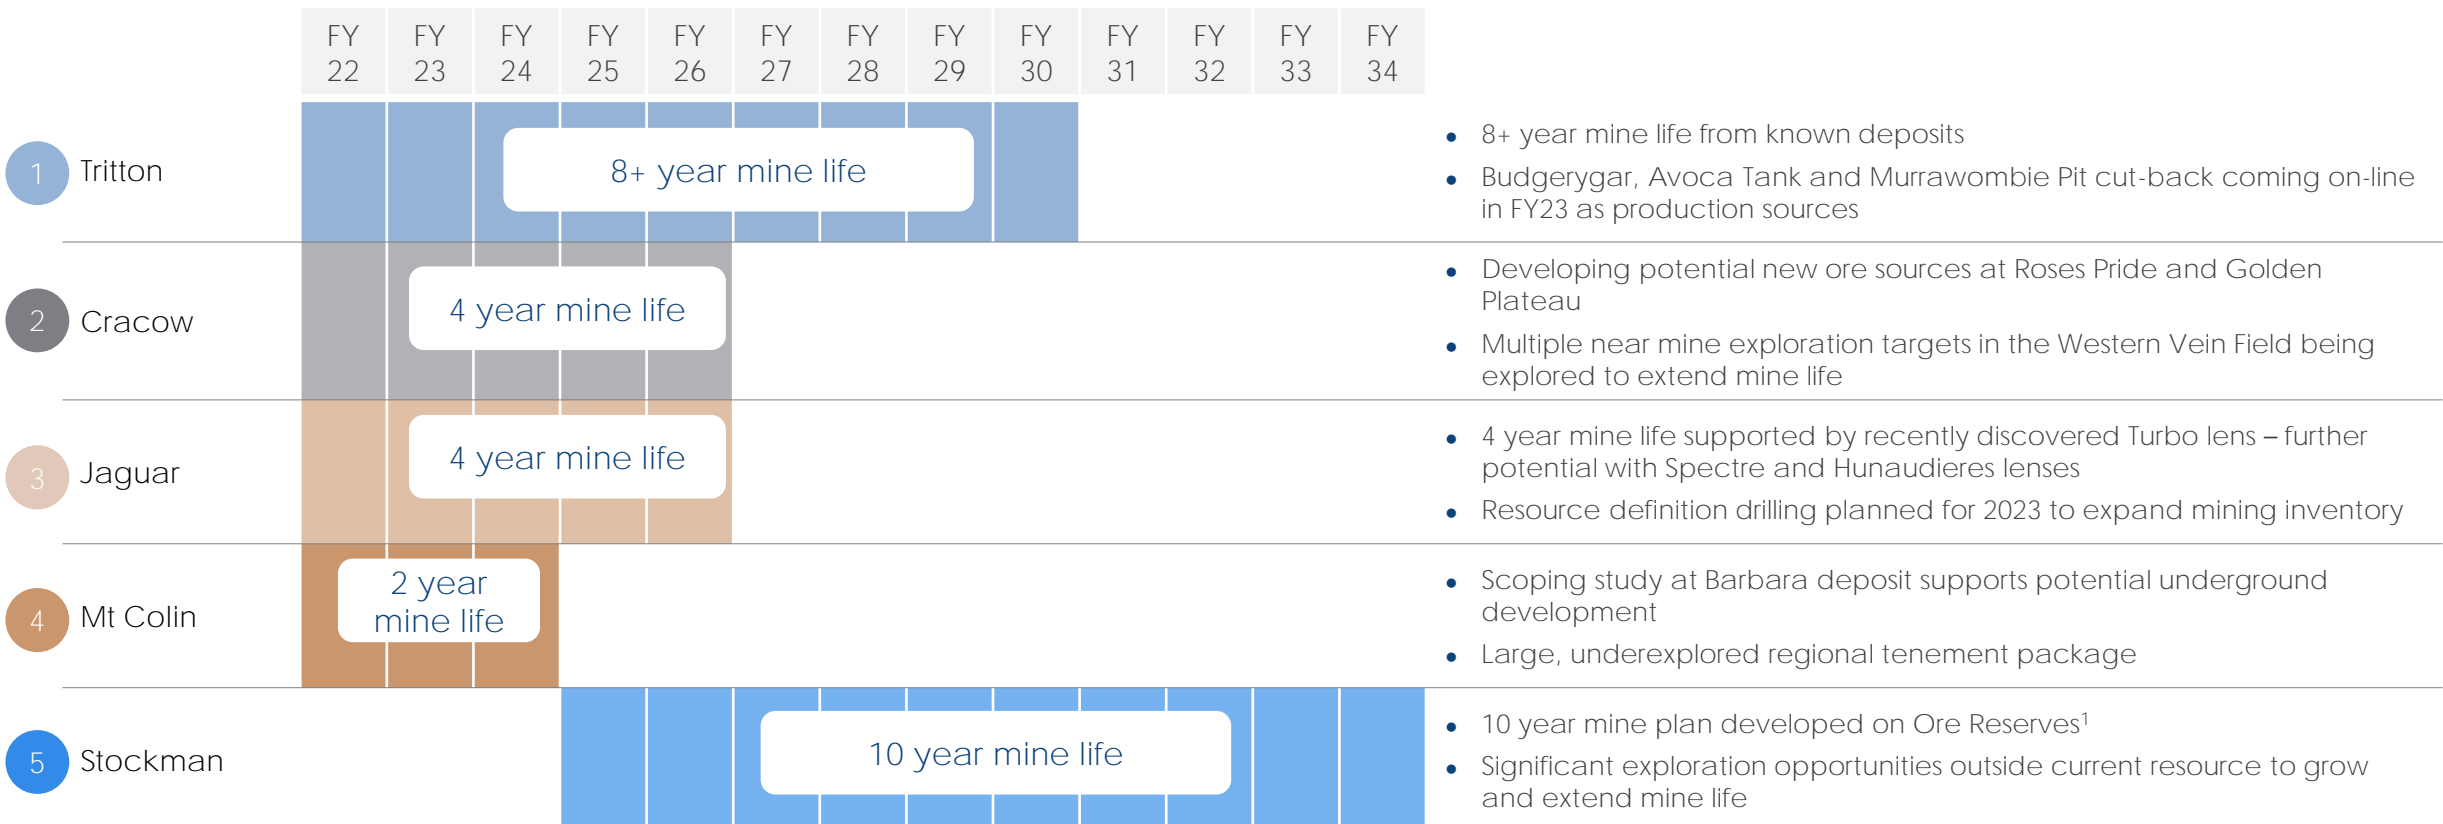 FY 22 FY 23 FY 24 FY 25 FY 26 FY 27 FY 28 FY 29 FY 30 FY 31 FY 32 FY 33 FY 34
1 Tritton
8+ year mine life
• 8+ year mine life from known deposits
• Budgerygar, Avoca Tank and Murrawombie Pit cut-back coming on-line
in FY23 as production sources
2 Cracow
4 year mine life
• Developing potential new ore sources at Roses Pride and Golden
Plateau
• Multiple near mine exploration targets in the Western Vein Field being
explored to extend mine life
3 Jaguar
4 year mine life
• 4 year mine life supported by recently discovered Turbo lens – further
potential with Spectre and Hunaudieres lenses
• Resource definition drilling planned for 2023 to expand mining inventory
4 Mt Colin
2 year
mine life
• Scoping study at Barbara deposit supports potential underground
development
• Large, underexplored regional tenement package
5 Stockman
10 year mine life
• 10 year mine plan developed on Ore Reserves¹
• Significant exploration opportunities outside current resource to grow
and extend mine life